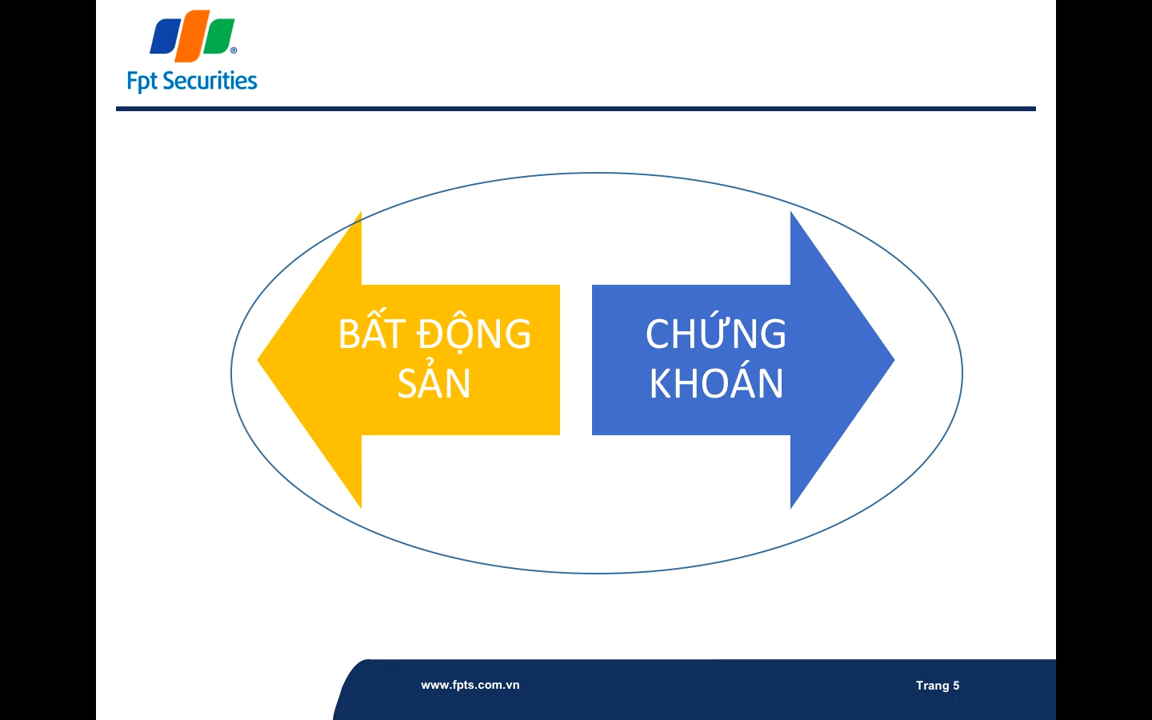 Fpt Securities
BẤT ĐỘNG
SẢN
CHỨNG
KHOÁN
www.fpts.com.vn
Trang 5